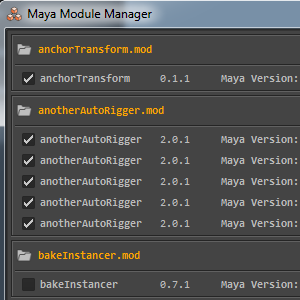 Maya Module Manager
anchorTransform.mod
anchorTransform 0.1.1 Maya Version:
anotherAutoRigger.mod
anotherAutoRigger 2.0.1 Maya Version:
anotherAutoRigger 2.0.1 Maya Version:
anotherAutoRigger 2.0.1 Maya Version:
anotherAutoRigger 2.0.1 Maya Version:
anotherAutoRigger 2.0.1 Maya Version:
bakeInstancer.mod
bakeInstancer 0.7.1 Maya Version: